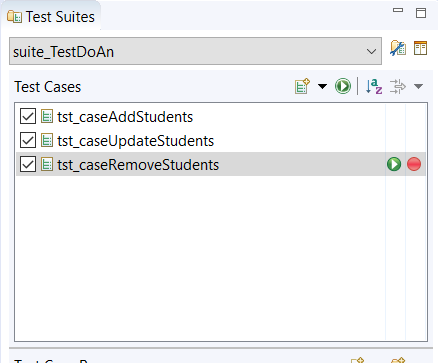 Test Suites
suite_TestDoAn
Test Cases
tst_caseAddStudents
tst_caseUpdateStudents
tst_caseRemoveStudents